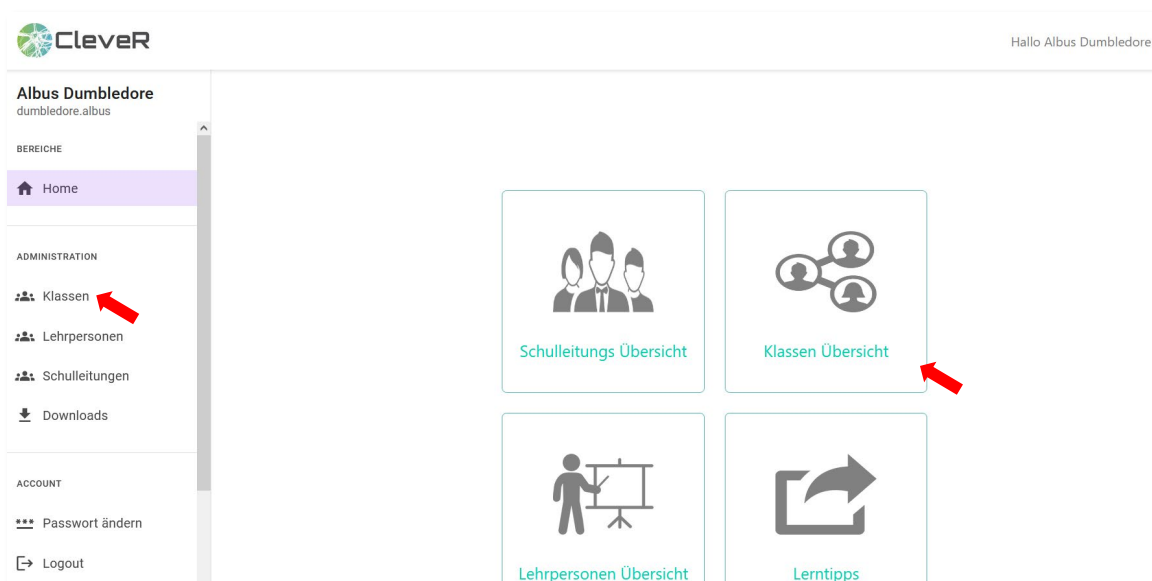 CleveR
Hallo Albus Dumbledore
Albus Dumbledore
dumbledore.albus
BEREICHE
Home
ADMINISTRATION
Klassen
Lehrpersonen
Schulleitungen
Downloads
ACCOUNT
*** Passwort ändern
Logout
Schulleitungs Übersicht
Klassen Übersicht
Lehrpersonen Übersicht
Lerntipps